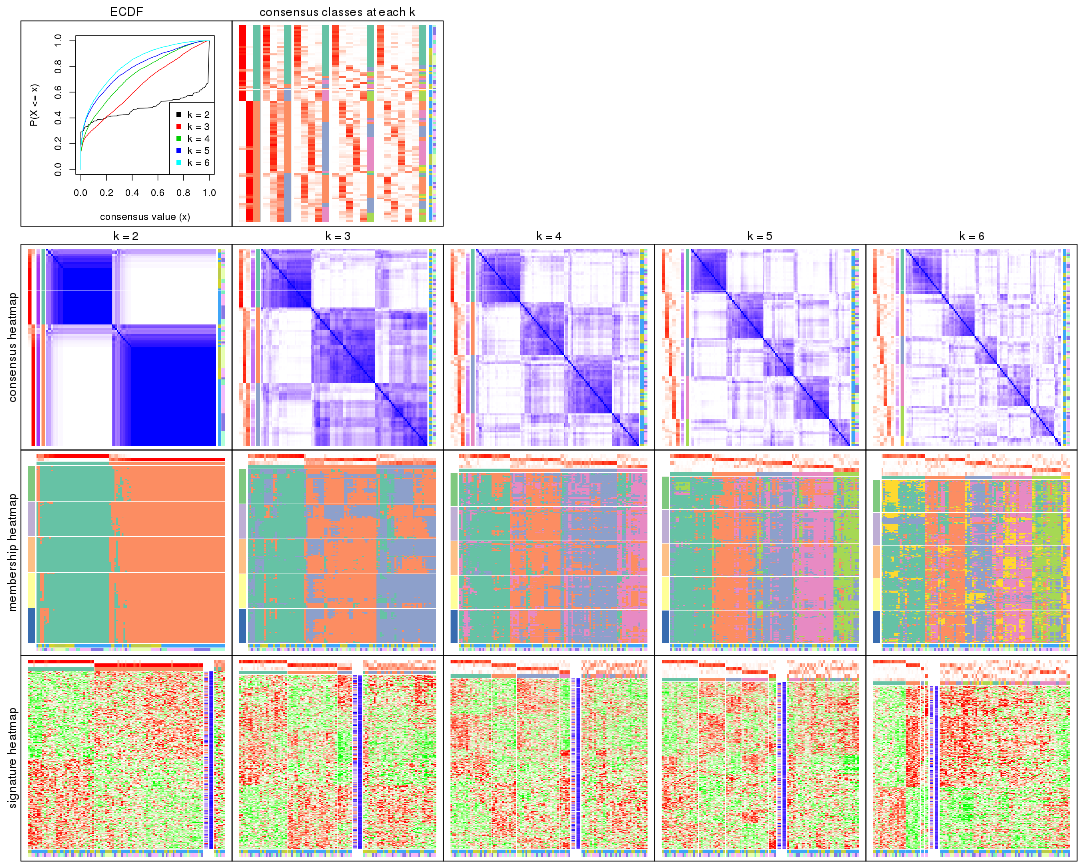 ECDF
consensus classes at each k
P(X <= x)
1.0
0.8
0.6
0.4
0.2
0.0
k = 2
k = 3
k = 4
k = 5
k = 6
0.0 0.2 0.4 0.6 0.8 1.0
consensus value (x)
k = 2
k = 3
k = 4
k = 5
k = 6
consensus heatmap
membership heatmap
signature heatmap